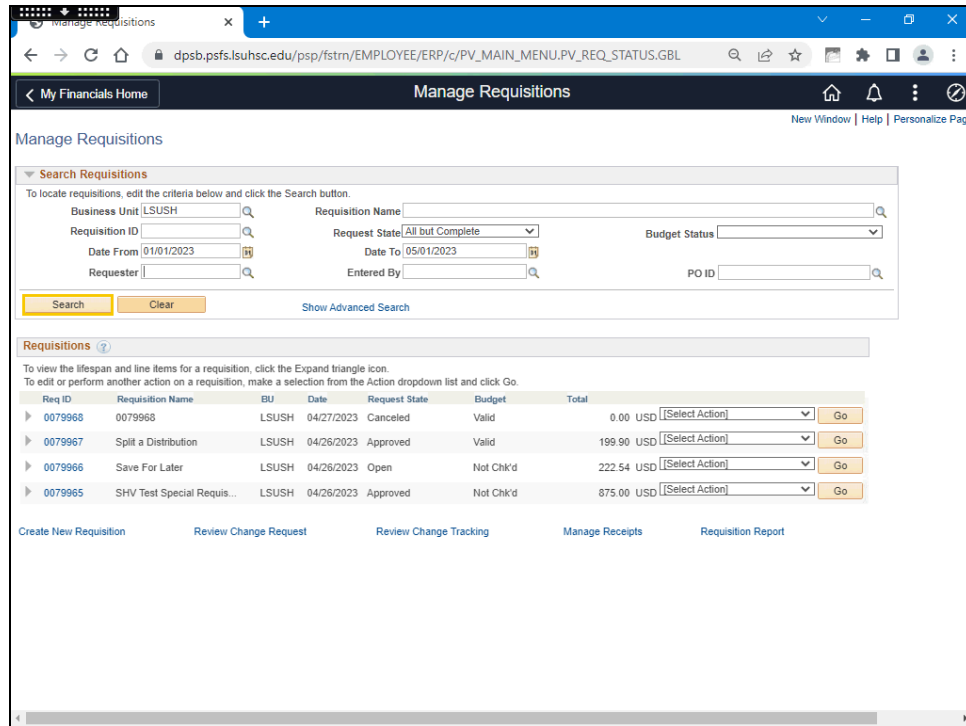 Manage Requisitions
dpsb.psfs.lsuhsc.edu/psp/fstrn/EMPLOYEE/ERP/c/PV_MAIN_MENU.PV_REQ_STATUS.GBL
My Financials Home
Manage Requisitions
New Window | Help | Personalize Pag
Manage Requisitions
Search Requisitions
To locate requisitions, edit the criteria below and click the Search button.
Business Unit LSUSH Requisition Name
Requisition ID Request State All but Complete Budget Status
Date From 01/01/2023 Date To 05/01/2023
Requester Entered By PO ID
Search Clear Show Advanced Search
Requisitions ?
To view the lifespan and line items for a requisition, click the Expand triangle icon.
To edit or perform another action on a requisition, make a selection from the Action dropdown list and click Go.
Req ID Requisition Name BU Date Request State Budget Total
0079968 0079968 LSUSH 04/27/2023 Canceled Valid 0.00 USD [Select Action] Go
0079967 Split a Distribution LSUSH 04/26/2023 Approved Valid 199.90 USD [Select Action] Go
0079966 Save For Later LSUSH 04/26/2023 Open Not Chk'd 222.54 USD [Select Action] Go
0079965 SHV Test Special Requis... LSUSH 04/26/2023 Approved Not Chk'd 875.00 USD [Select Action] Go
Create New Requisition Review Change Request Review Change Tracking Manage Receipts Requisition Report